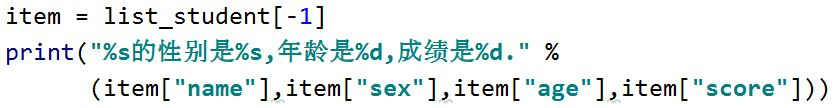 item = list_student[-1]
print("%s的性别是%s,年龄是%d,成绩是%d." %
(item["name"],item["sex"],item["age"],item["score"]))